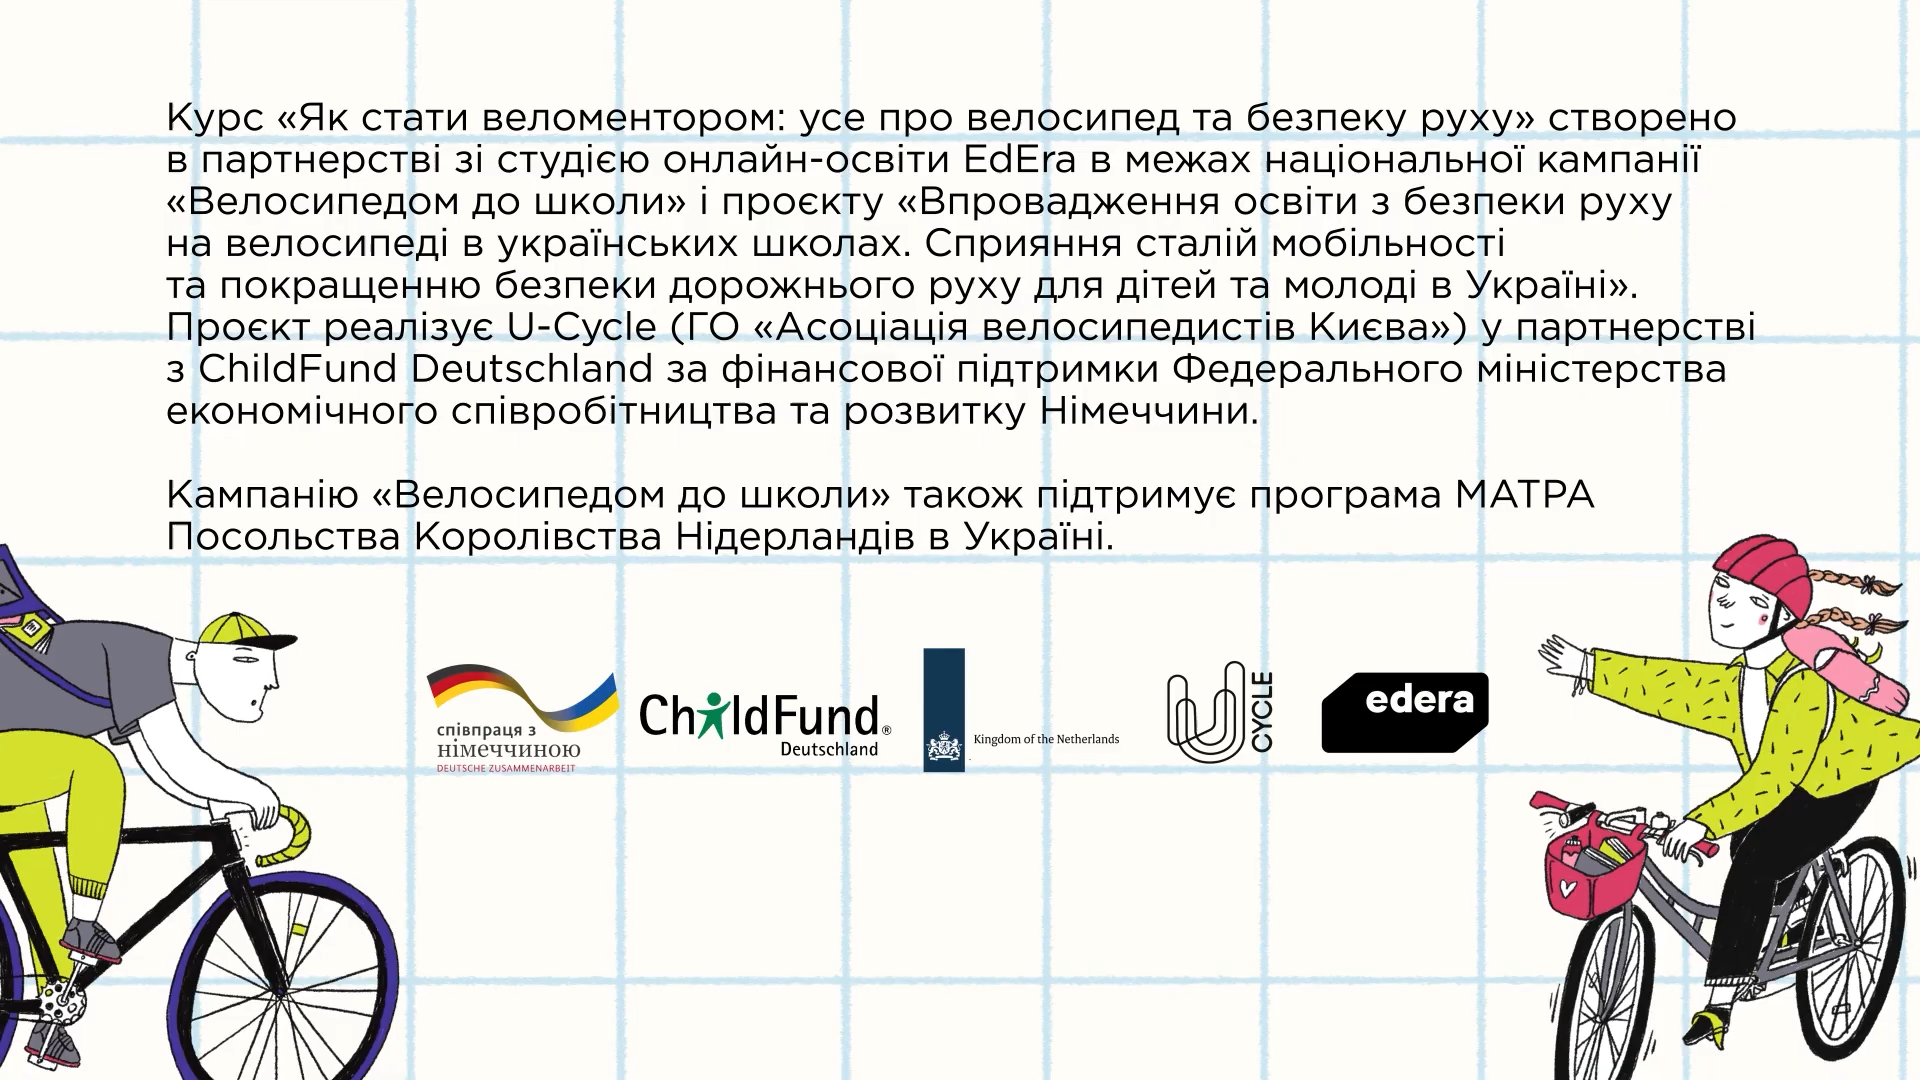 Курс «Як стати веломентором: усе про велосипед та безпеку руху» створено
в партнерстві зі студією онлайн-освіти EdEra в межах національної кампанії
«Велосипедом до школи» і проєкту «Впровадження освіти з безпеки руху
на велосипеді в українських школах. Сприяння сталій мобільності
та покращенню безпеки дорожнього руху для дітей та молоді в Україні».
Проєкт реалізує U-Cycle (ГО «Асоціація велосипедистів Києва») у партнерстві
з ChildFund Deutschland за фінансової підтримки Федерального міністерства
економічного співробітництва та розвитку Німеччини.
Кампанію «Велосипедом до школи» також підтримує програма МАТРА
Посольства Королівства Нідерландів в Україні.
співпраця з
німеччиною
DEUTSCHE ZUSAMMENARBEIT
ChildFund®
Deutschland
Kingdom of the Netherlands
U CYCLE
edera